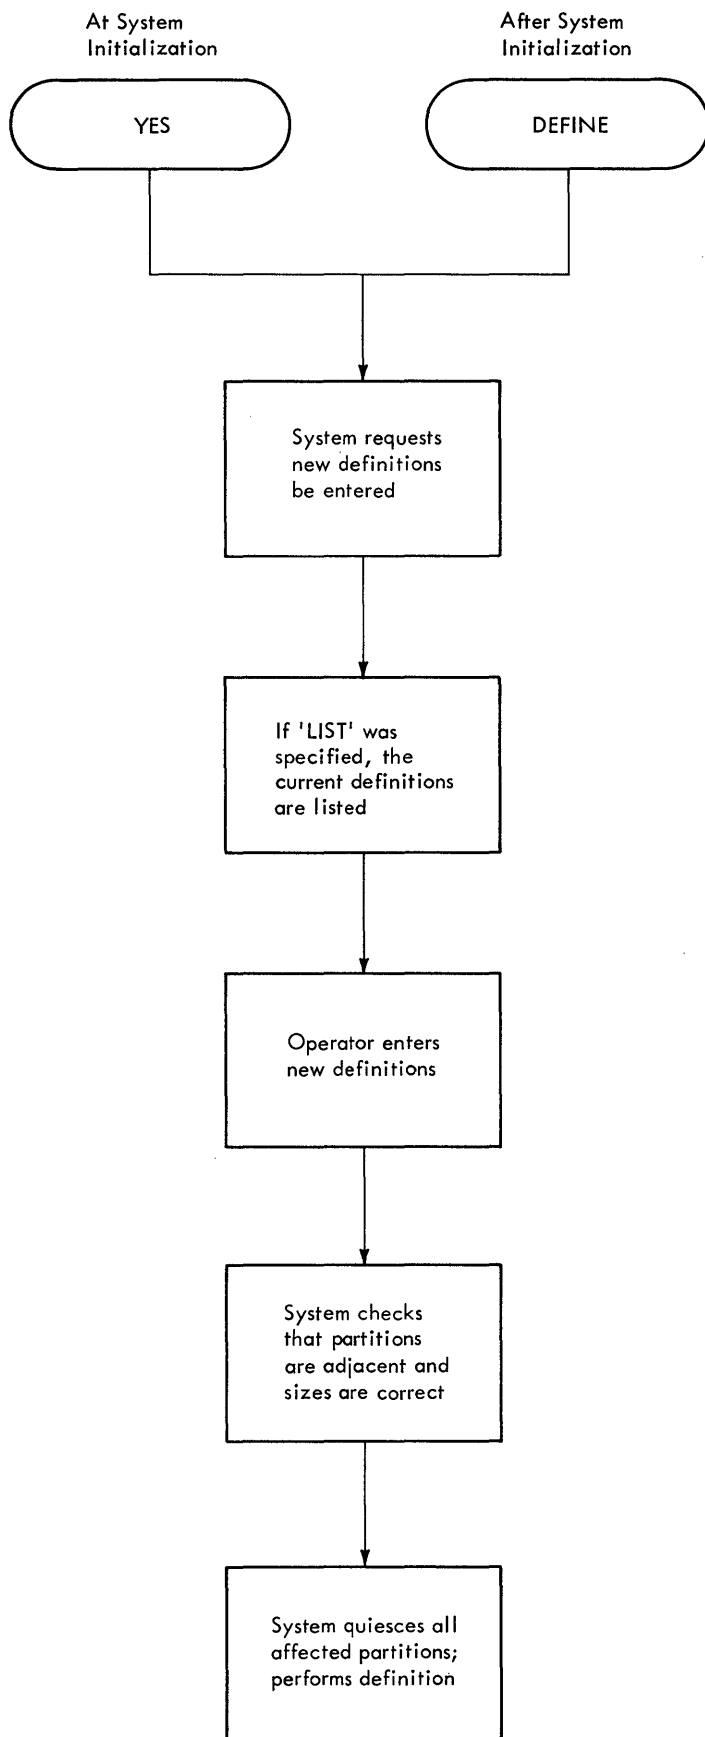 At System
Initialization
After System
Initialization
YES
DEFINE
System requests
new definitions
be entered
If 'LIST' was
specified, the
current definitions
are listed
Operator enters
new definitions
System checks
that partitions
are adjacent and
sizes are correct
System quiesces all
affected partitions;
performs definition